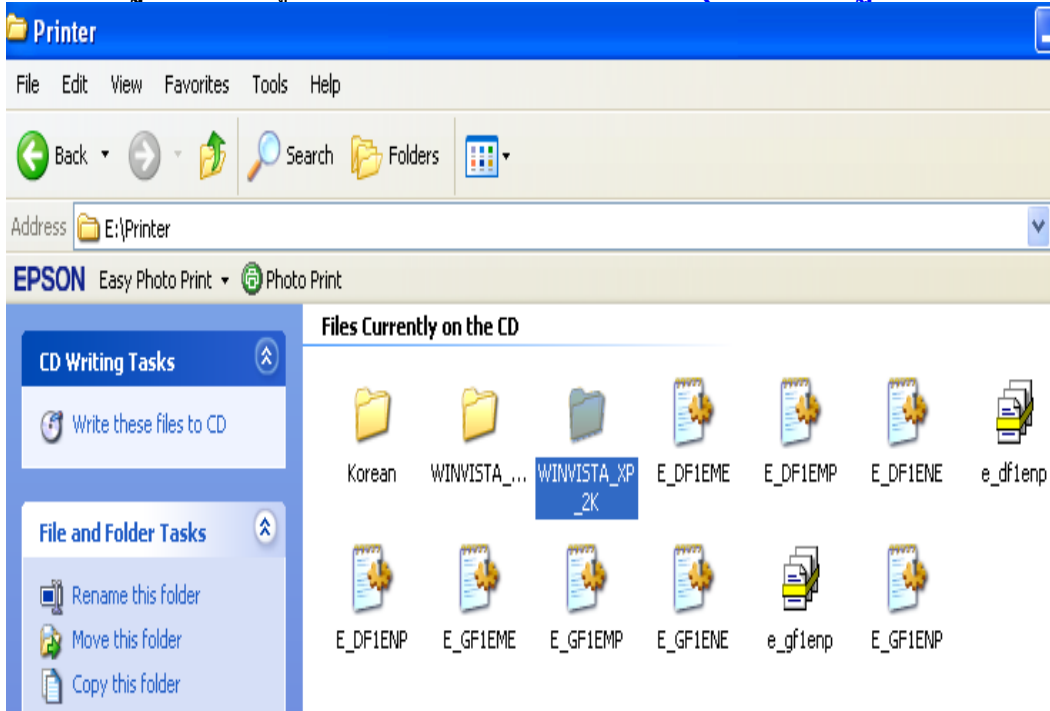 Printer
File Edit View Favorites Tools Help
Back Search Folders
Address E:\Printer
EPSON Easy Photo Print Photo Print
Files Currently on the CD
CD Writing Tasks
Write these files to CD
File and Folder Tasks
Rename this folder
Move this folder
Copy this folder
Korean WINVISTA_... WINVISTA_XP E_DF1EME E_DF1EMP E_DF1ENE e_df1enp
_2K
E_DF1ENP E_GF1EME E_GF1EMP E_GF1ENE e_gf1enp E_GF1ENP